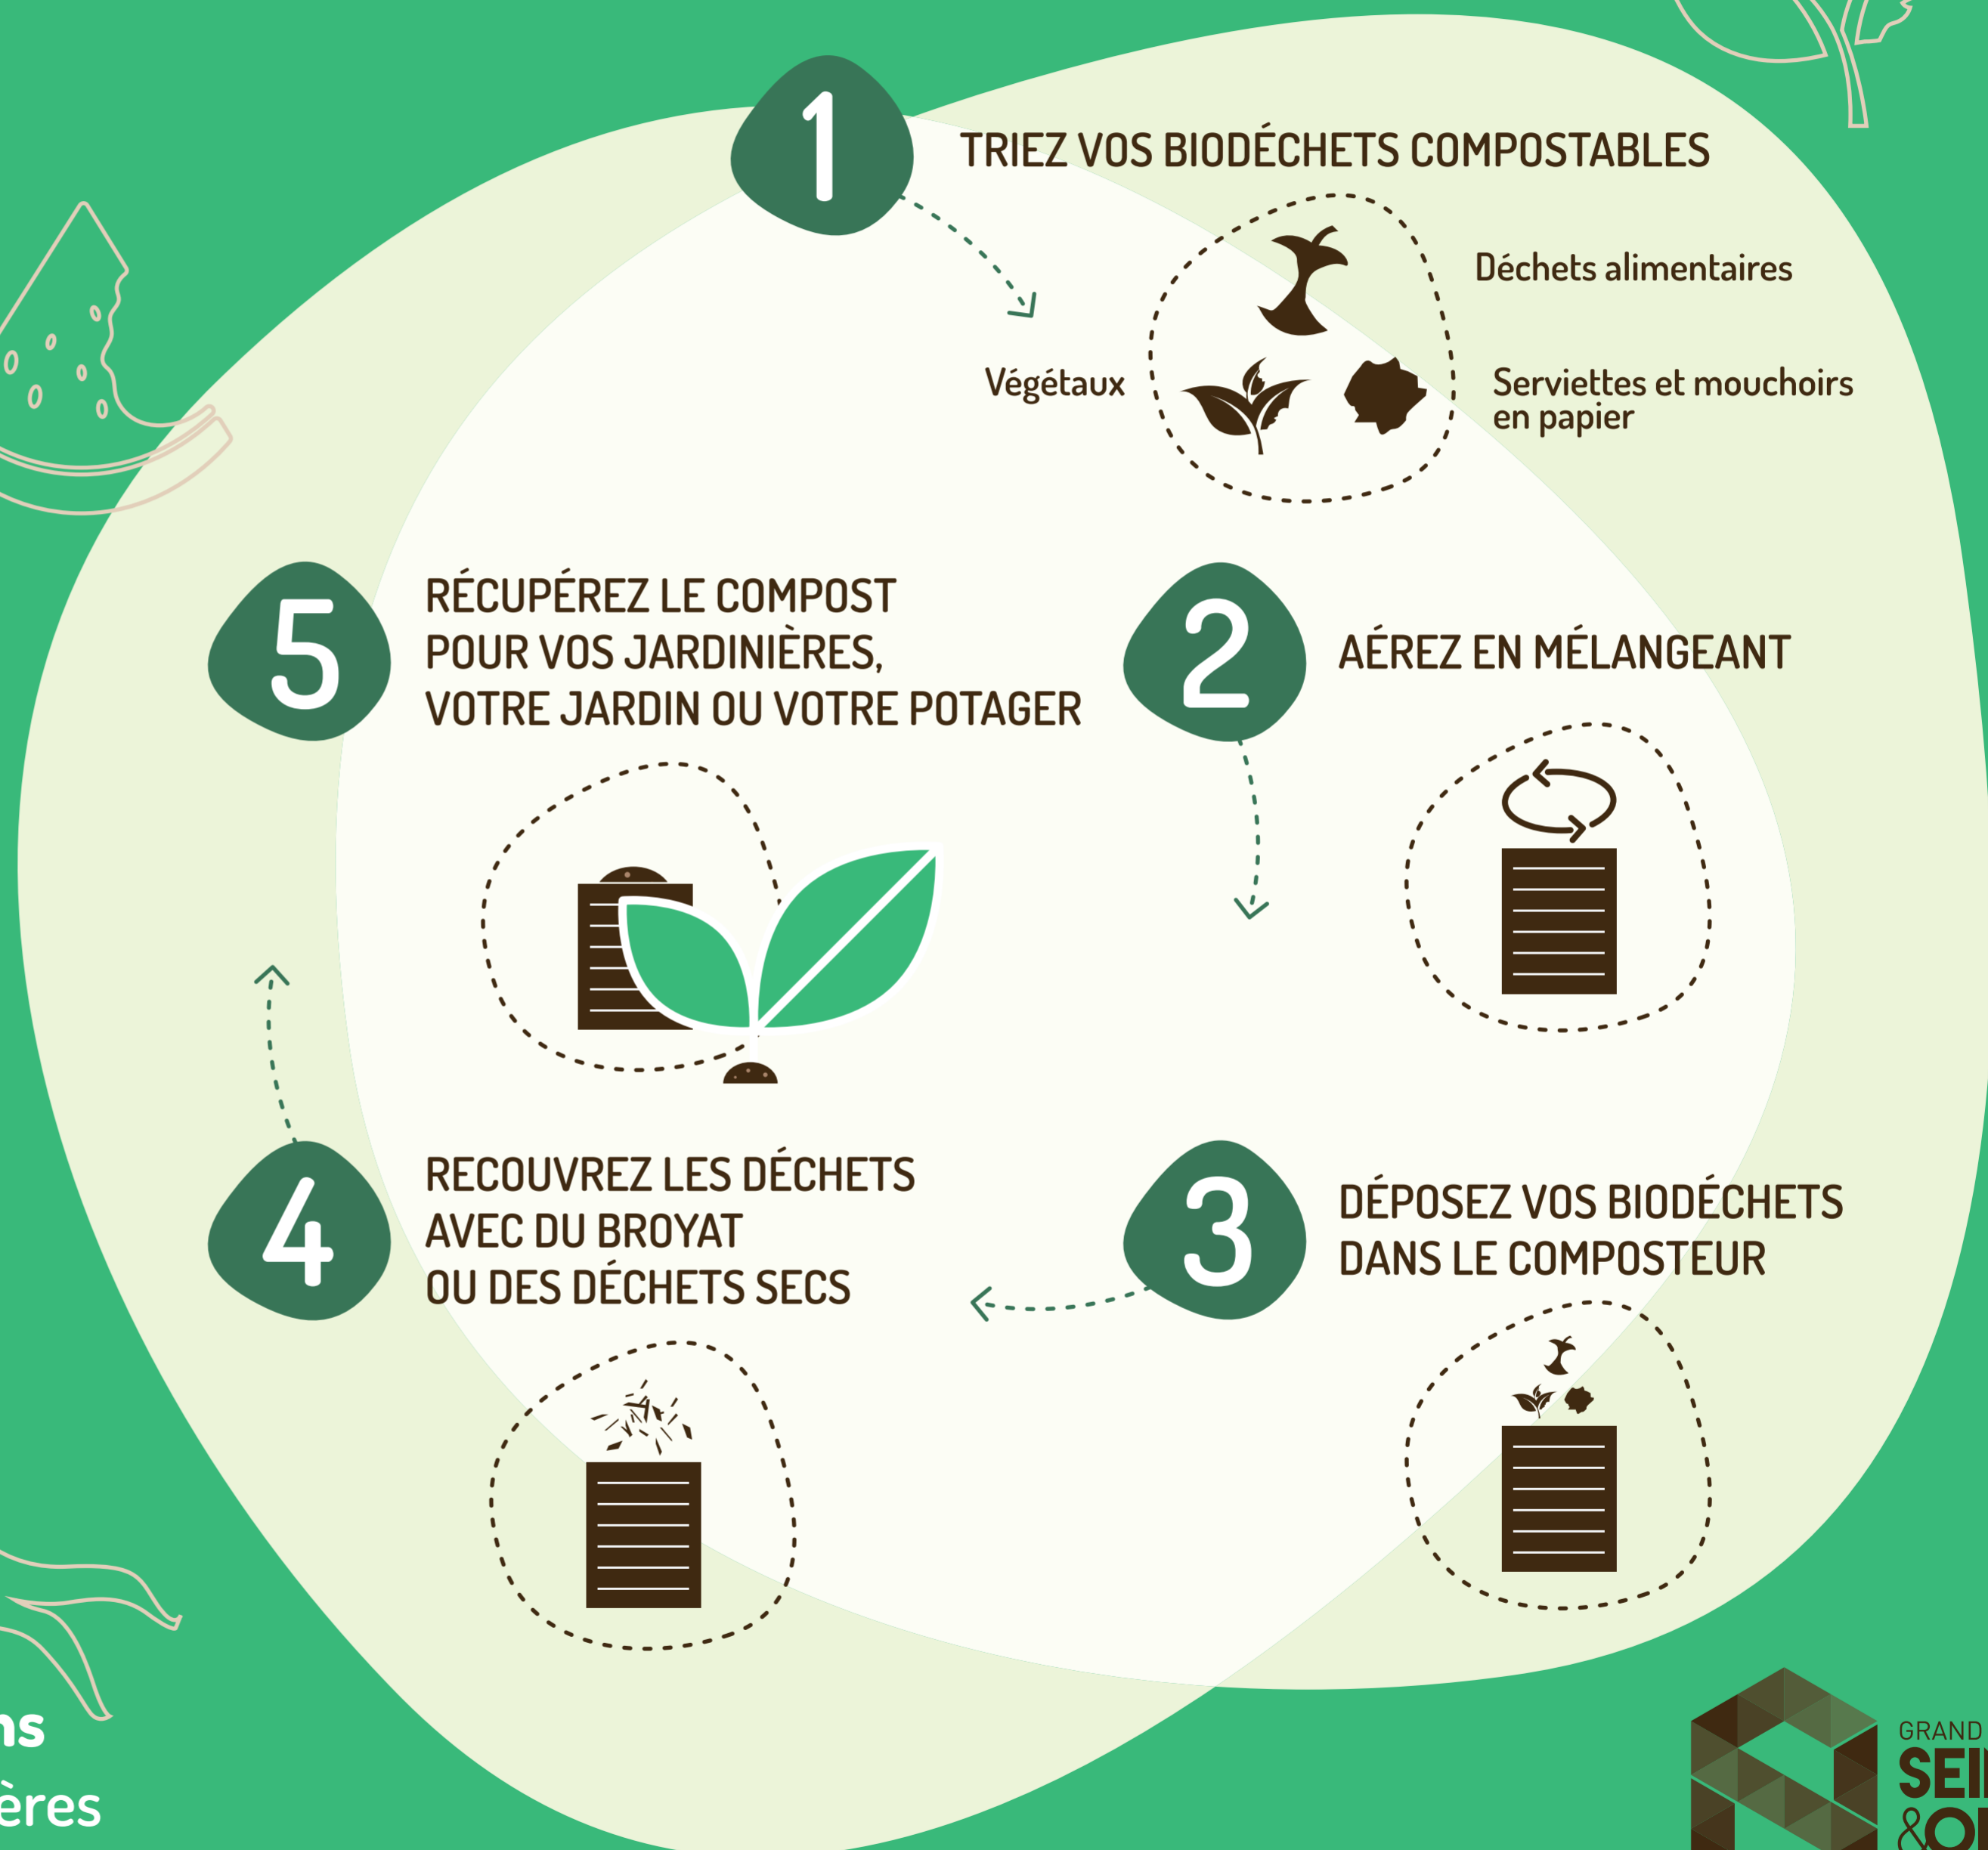 1
TRIEZ VOS BIODÉCHETS COMPOSTABLES
Déchets alimentaires
Végétaux
Serviettes et mouchoirs
en papier
2
AÉREZ EN MÉLANGEANT
3
DÉPOSEZ VOS BIODÉCHETS
DANS LE COMPOSTEUR
4
RECOUVREZ LES DÉCHETS
AVEC DU BROYAT
OU DES DÉCHETS SECS
5
RÉCUPÉREZ LE COMPOST
POUR VOS JARDINIÈRES,
VOTRE JARDIN OU VOTRE POTAGER
GRAND